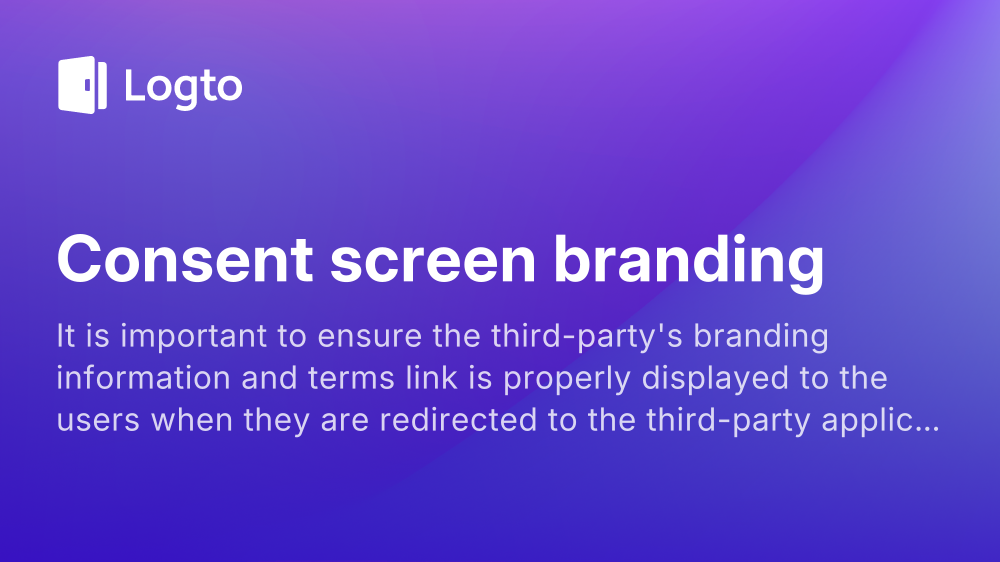 Logto
Consent screen branding
It is important to ensure the third-party's branding
information and terms link is properly displayed to the
users when they are redirected to the third-party applic...